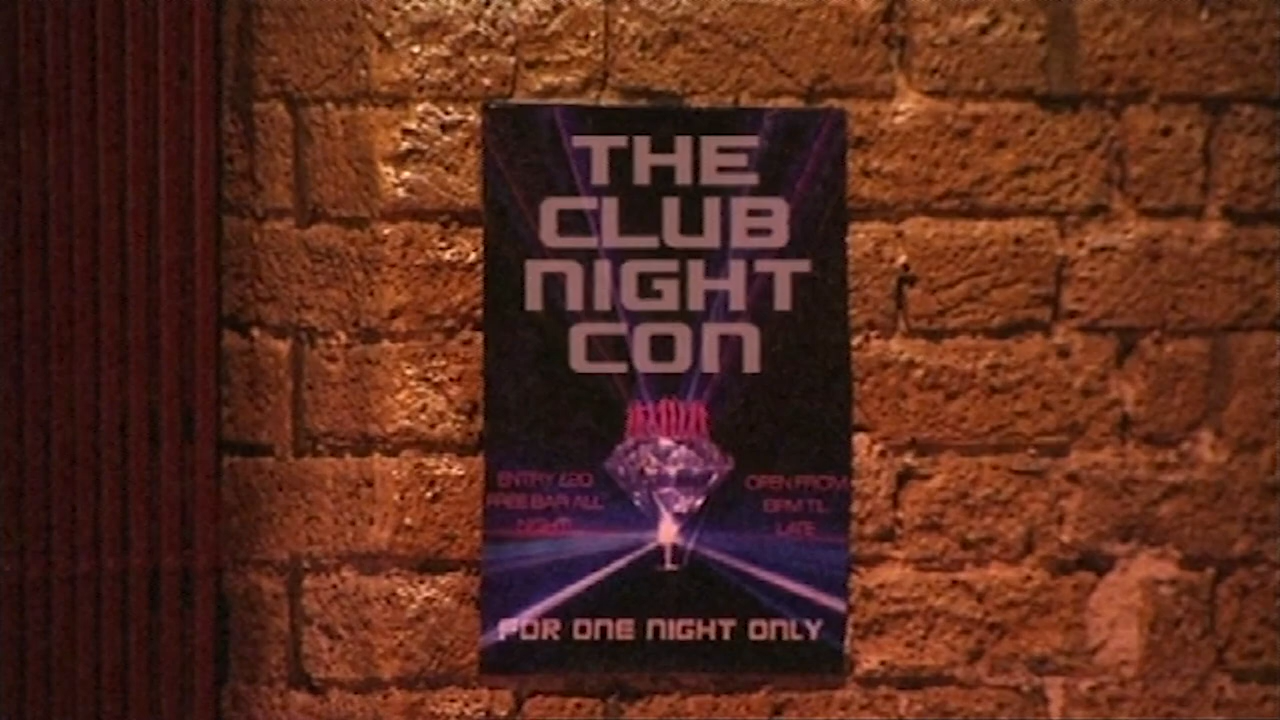 THE
CLUB
NIGHT
CON
ENTRY £20
FREE BAR ALL
NIGHT
OPEN FROM
8PM TIL
LATE
FOR ONE NIGHT ONLY